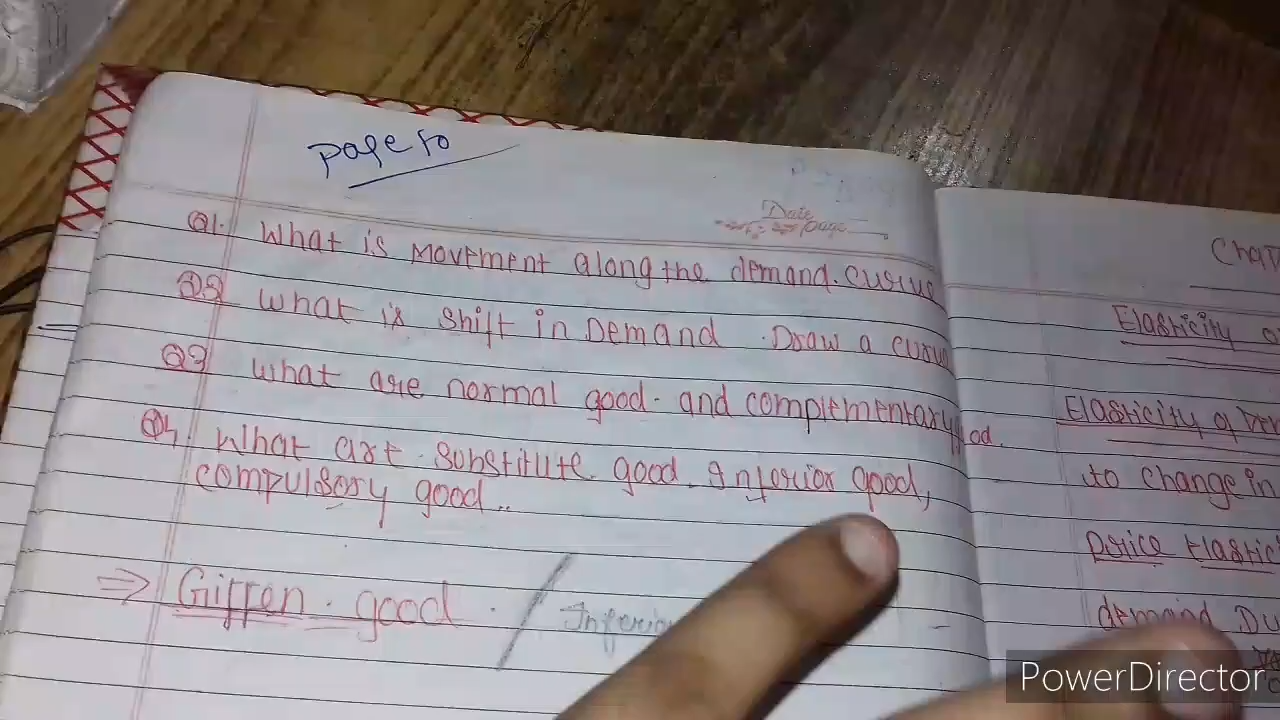 page 10
Date
page
Q1. What is Movement along the demand. curve
Q2 What is shift in Demand. Draw a curve
Q3 What are normal good. and complementary
Q4. What are substitute good. Inferior good,
compulsory good..
⇒ Giffen. good. / Inferior
Elasticity
Elasticity of
to change in
price Elastic
demand
PowerDirector